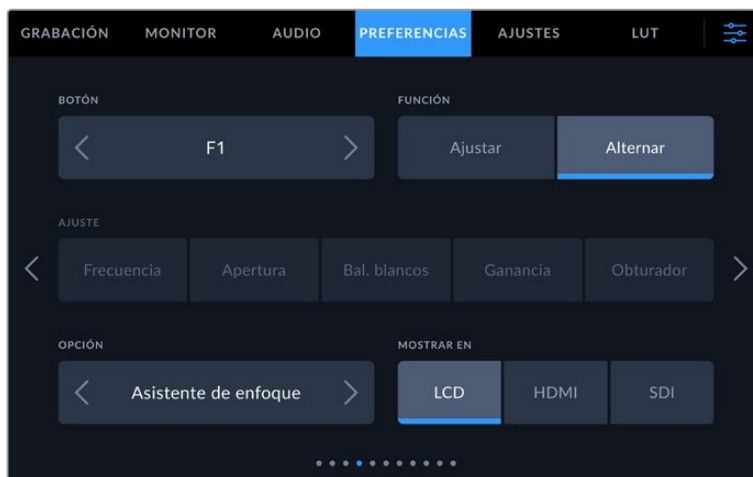 GRABACIÓN MONITOR AUDIO PREFERENCIAS AJUSTES LUT
BOTÓN FUNCIÓN
F1 Ajustar Alternar
AJUSTE
Frecuencia Apertura Bal. blancos Ganancia Obturador
OPCIÓN MOSTRAR EN
Asistente de enfoque LCD HDMI SDI